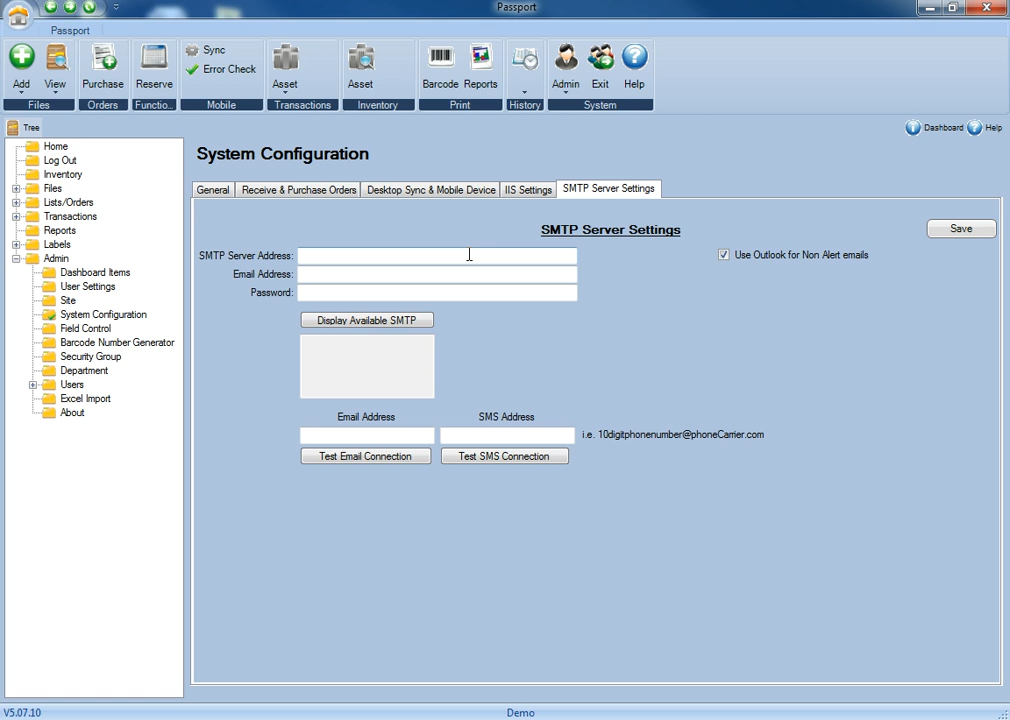 Passport
Passport
Add
View
Purchase
Reserve
Sync
Error Check
Asset
Asset
Barcode
Reports
Admin
Exit
Help
Files
Orders
Functio...
Mobile
Transactions
Inventory
Print
History
System
Tree
Dashboard
Help
Home
Log Out
Inventory
Files
Lists/Orders
Transactions
Reports
Labels
Admin
Dashboard Items
User Settings
Site
System Configuration
Field Control
Barcode Number Generator
Security Group
Department
Users
Excel Import
About
System Configuration
General
Receive & Purchase Orders
Desktop Sync & Mobile Device
IIS Settings
SMTP Server Settings
SMTP Server Settings
Save
SMTP Server Address:
Use Outlook for Non Alert emails
Email Address:
Password:
Display Available SMTP
Email Address
SMS Address
i.e. 10digitphonenumber@phoneCarrier.com
Test Email Connection
Test SMS Connection
V5.07.10
Demo